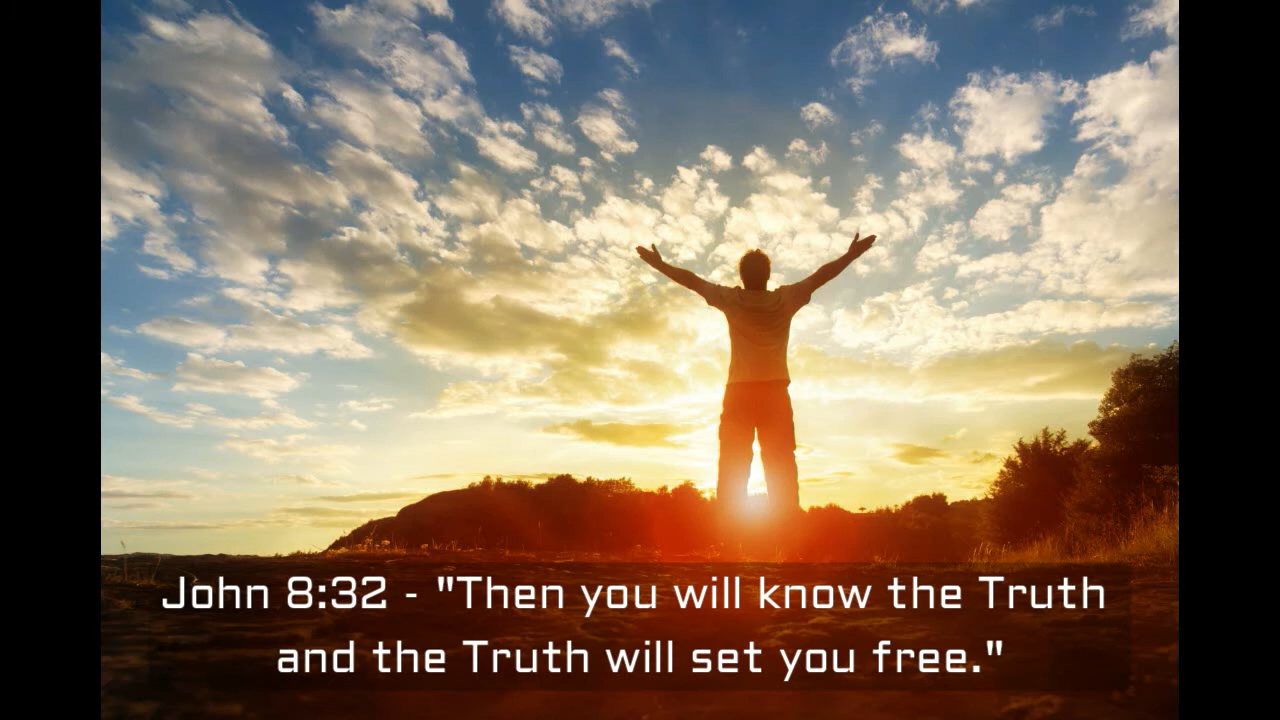 John 8:32 - "Then you will know the Truth
and the Truth will set you free."